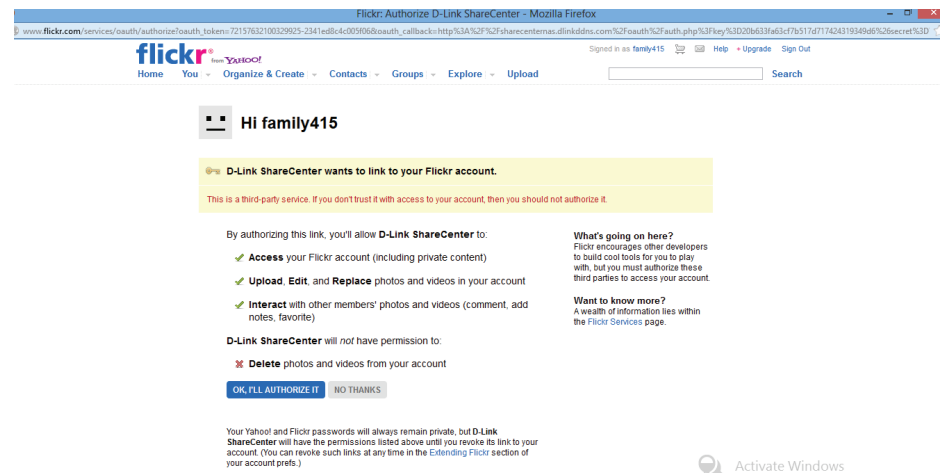 Flickr: Authorize D-Link ShareCenter - Mozilla Firefox
www.flickr.com/services/oauth/authorize?oauth_token=72157632100329925-2341ed8c4c005f06&oauth_callback=http%3A%2F%2Fsharecenternas.dlinkddns.com%2Foauth%2Fauth.php%3Fkey%3D20b633fa63cf7b517d717424319349d6%26secret%3D
flickr® from YAHOO!
Signed in as family415 Help + Upgrade Sign Out
Home You Organize & Create Contacts Groups Explore Upload Search
Hi family415
D-Link ShareCenter wants to link to your Flickr account.
This is a third-party service. If you don't trust it with access to your account, then you should not authorize it.
By authorizing this link, you'll allow D-Link ShareCenter to:
Access your Flickr account (including private content)
Upload, Edit, and Replace photos and videos in your account
Interact with other members' photos and videos (comment, add
notes, favorite)
D-Link ShareCenter will not have permission to:
Delete photos and videos from your account
OK, I'LL AUTHORIZE IT NO THANKS
Your Yahoo! and Flickr passwords will always remain private, but D-Link
ShareCenter will have the permissions listed above until you revoke its link to your
account. (You can revoke such links at any time in the Extending Flickr section of
your account prefs.)
What's going on here?
Flickr encourages other developers
to build cool tools for you to play
with, but you must authorize these
third parties to access your account.
Want to know more?
A wealth of information lies within
the Flickr Services page.
Activate Windows